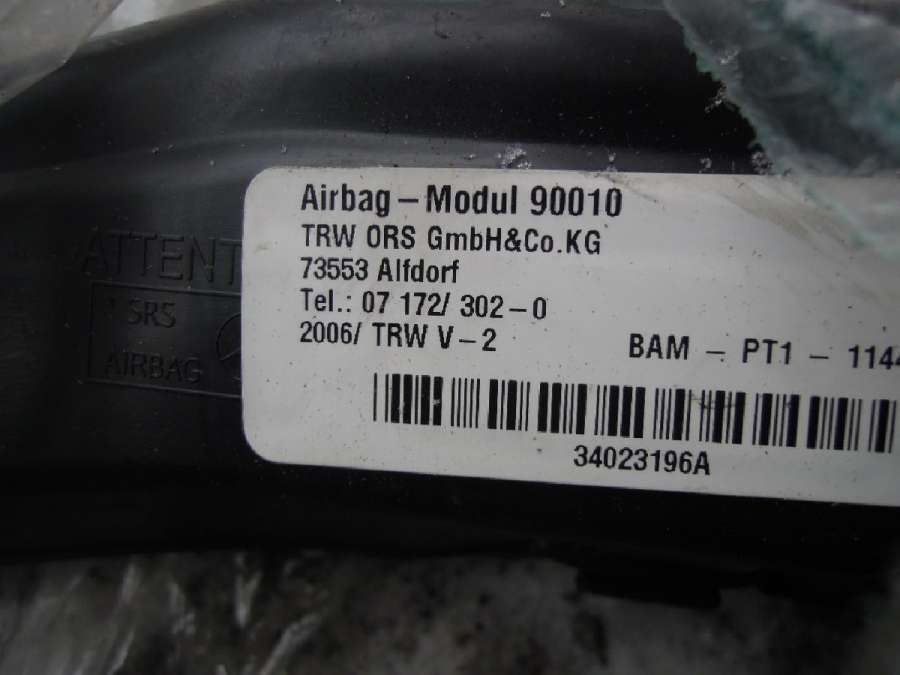 Airbag – Modul 90010
TRW ORS GmbH&Co.KG
73553 Alfdorf
Tel.: 07 172/ 302-0
2006/ TRW V-2
BAM - PT1 - 114
34023196A
SRS
AIRBAG